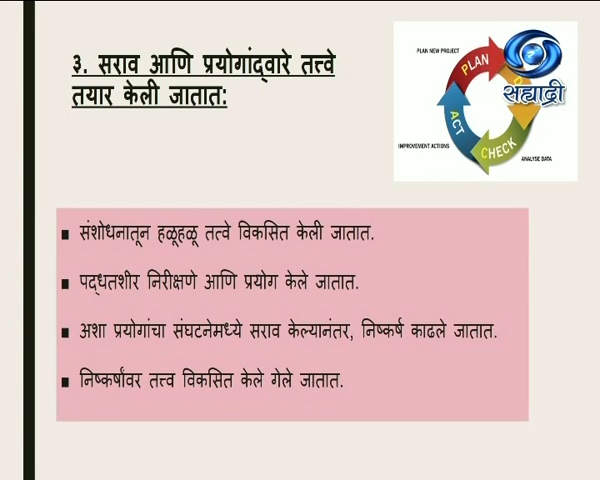 ३. सराव आणि प्रयोगांद्वारे तत्त्वे
तयार केली जातात:
PLAN NEW PROJECT
PLAN
सह्याद्री
ACT
CHECK
IMPROVEMENT ACTIONS
ANALYSE DATA
▪ संशोधनातून हळूहळू तत्वे विकसित केली जातात.
▪ पद्धतशीर निरीक्षणे आणि प्रयोग केले जातात.
▪ अशा प्रयोगांचा संघटनेमध्ये सराव केल्यानंतर, निष्कर्ष काढले जातात.
▪ निष्कर्षांवर तत्त्व विकसित केले गेले जातात.